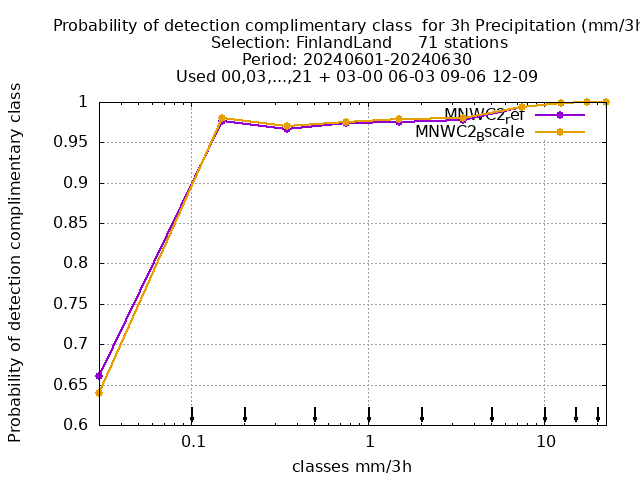 Probability of detection complimentary class  for 3h Precipitation (mm/3h
Selection: FinlandLand     71 stations
Period: 20240601-20240630
Used 00,03,...,21 + 03-00 06-03 09-06 12-09
Probability of detection complimentary class
1
0.95
0.9
0.85
0.8
0.75
0.7
0.65
0.6
MNWC2ref
MNWC2Bscale
0.1
1
10
classes mm/3h